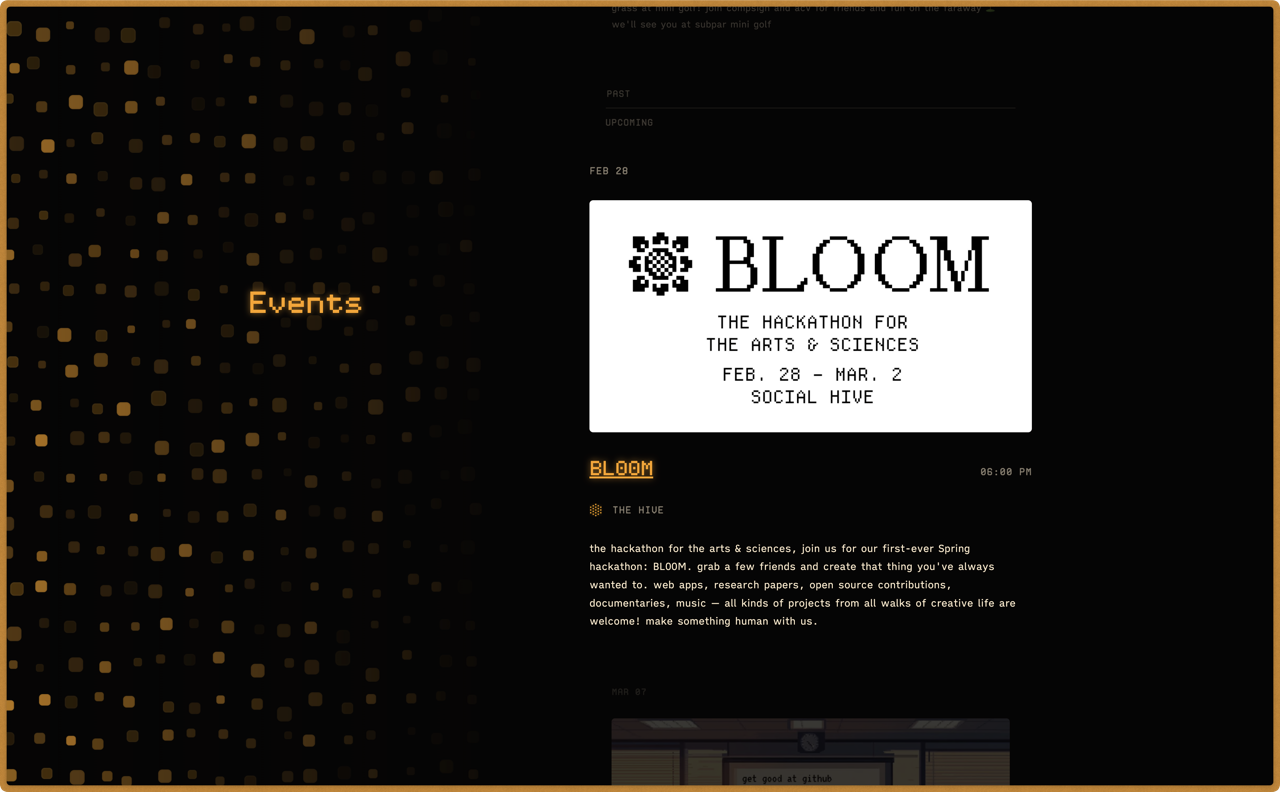 grass at mini golf! join compsign and acv for friends and fun on the faraway
we'll see you at subpar mini golf
PAST
UPCOMING
FEB 28
BLOOM
THE HACKATHON FOR
THE ARTS & SCIENCES
FEB. 28 – MAR. 2
SOCIAL HIVE
Events
BLOOM
06:00 PM
THE HIVE
the hackathon for the arts & sciences, join us for our first-ever Spring
hackathon: BLOOM. grab a few friends and create that thing you've always
wanted to. web apps, research papers, open source contributions,
documentaries, music — all kinds of projects from all walks of creative life are
welcome! make something human with us.
MAR 07
get good at github